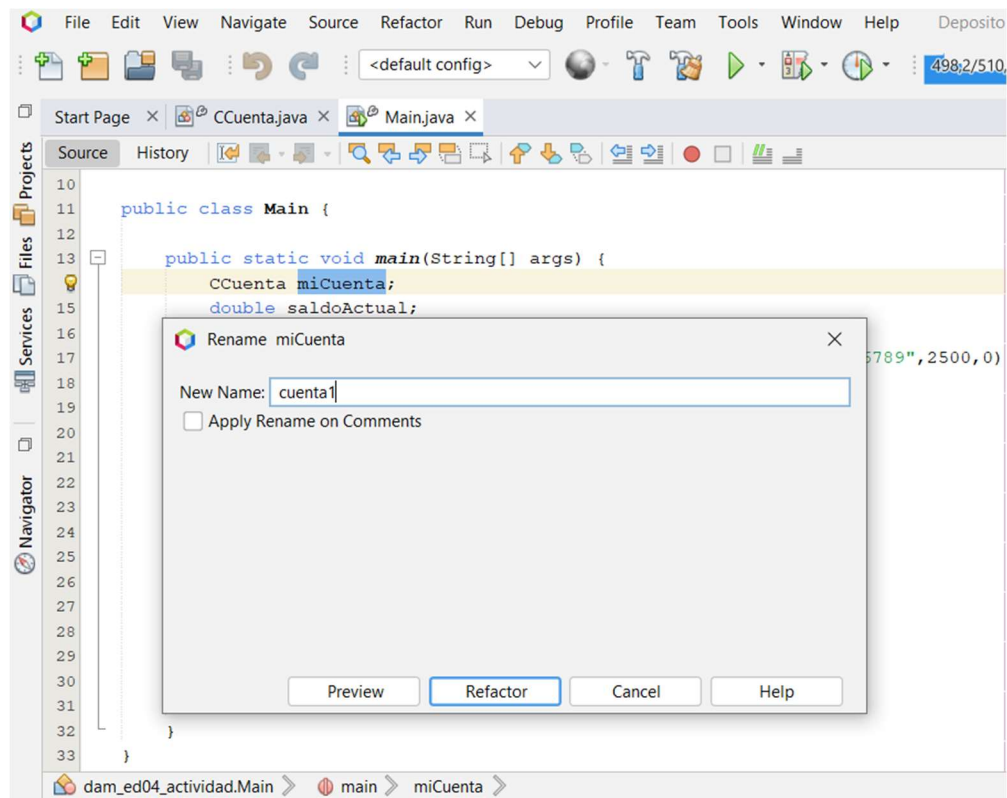 File Edit View Navigate Source Refactor Run Debug Profile Team Tools Window Help Deposito
<default config> 498;2/510,
Start Page × CCuenta.java × Main.java ×
Source History
Projects
Files
Services
Navigator
10
11 public class Main {
12
13 public static void main(String[] args) {
CCuenta miCuenta;
15 double saldoActual;
16
17 6789",2500,0)
18
19
20
21
22
23
24
25
26
27
28
29
30
31
32 }
33 }
Rename miCuenta
New Name: cuenta1
Apply Rename on Comments
Preview Refactor Cancel Help
dam_ed04_actividad.Main main miCuenta